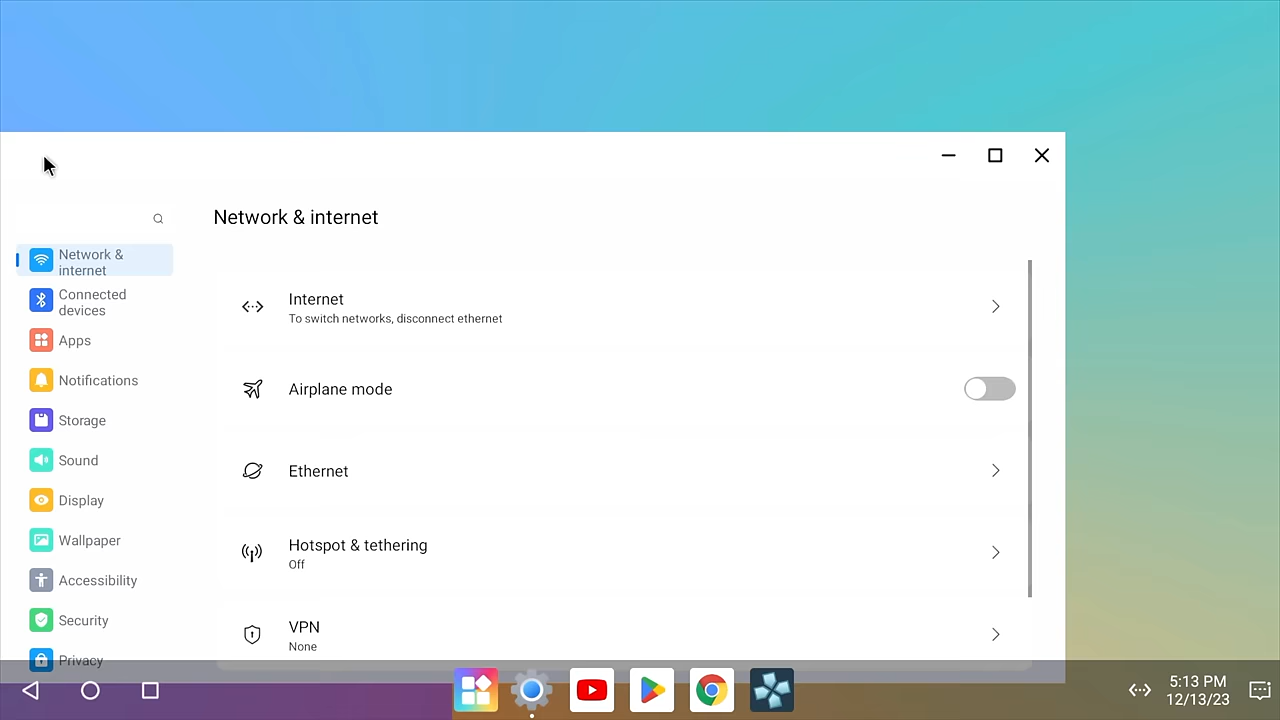 Network & internet
Network &
internet
Connected
devices
Apps
Notifications
Storage
Sound
Display
Wallpaper
Accessibility
Security
Privacy
Internet
To switch networks, disconnect ethernet
Airplane mode
Ethernet
Hotspot & tethering
Off
VPN
None
5:13 PM
12/13/23